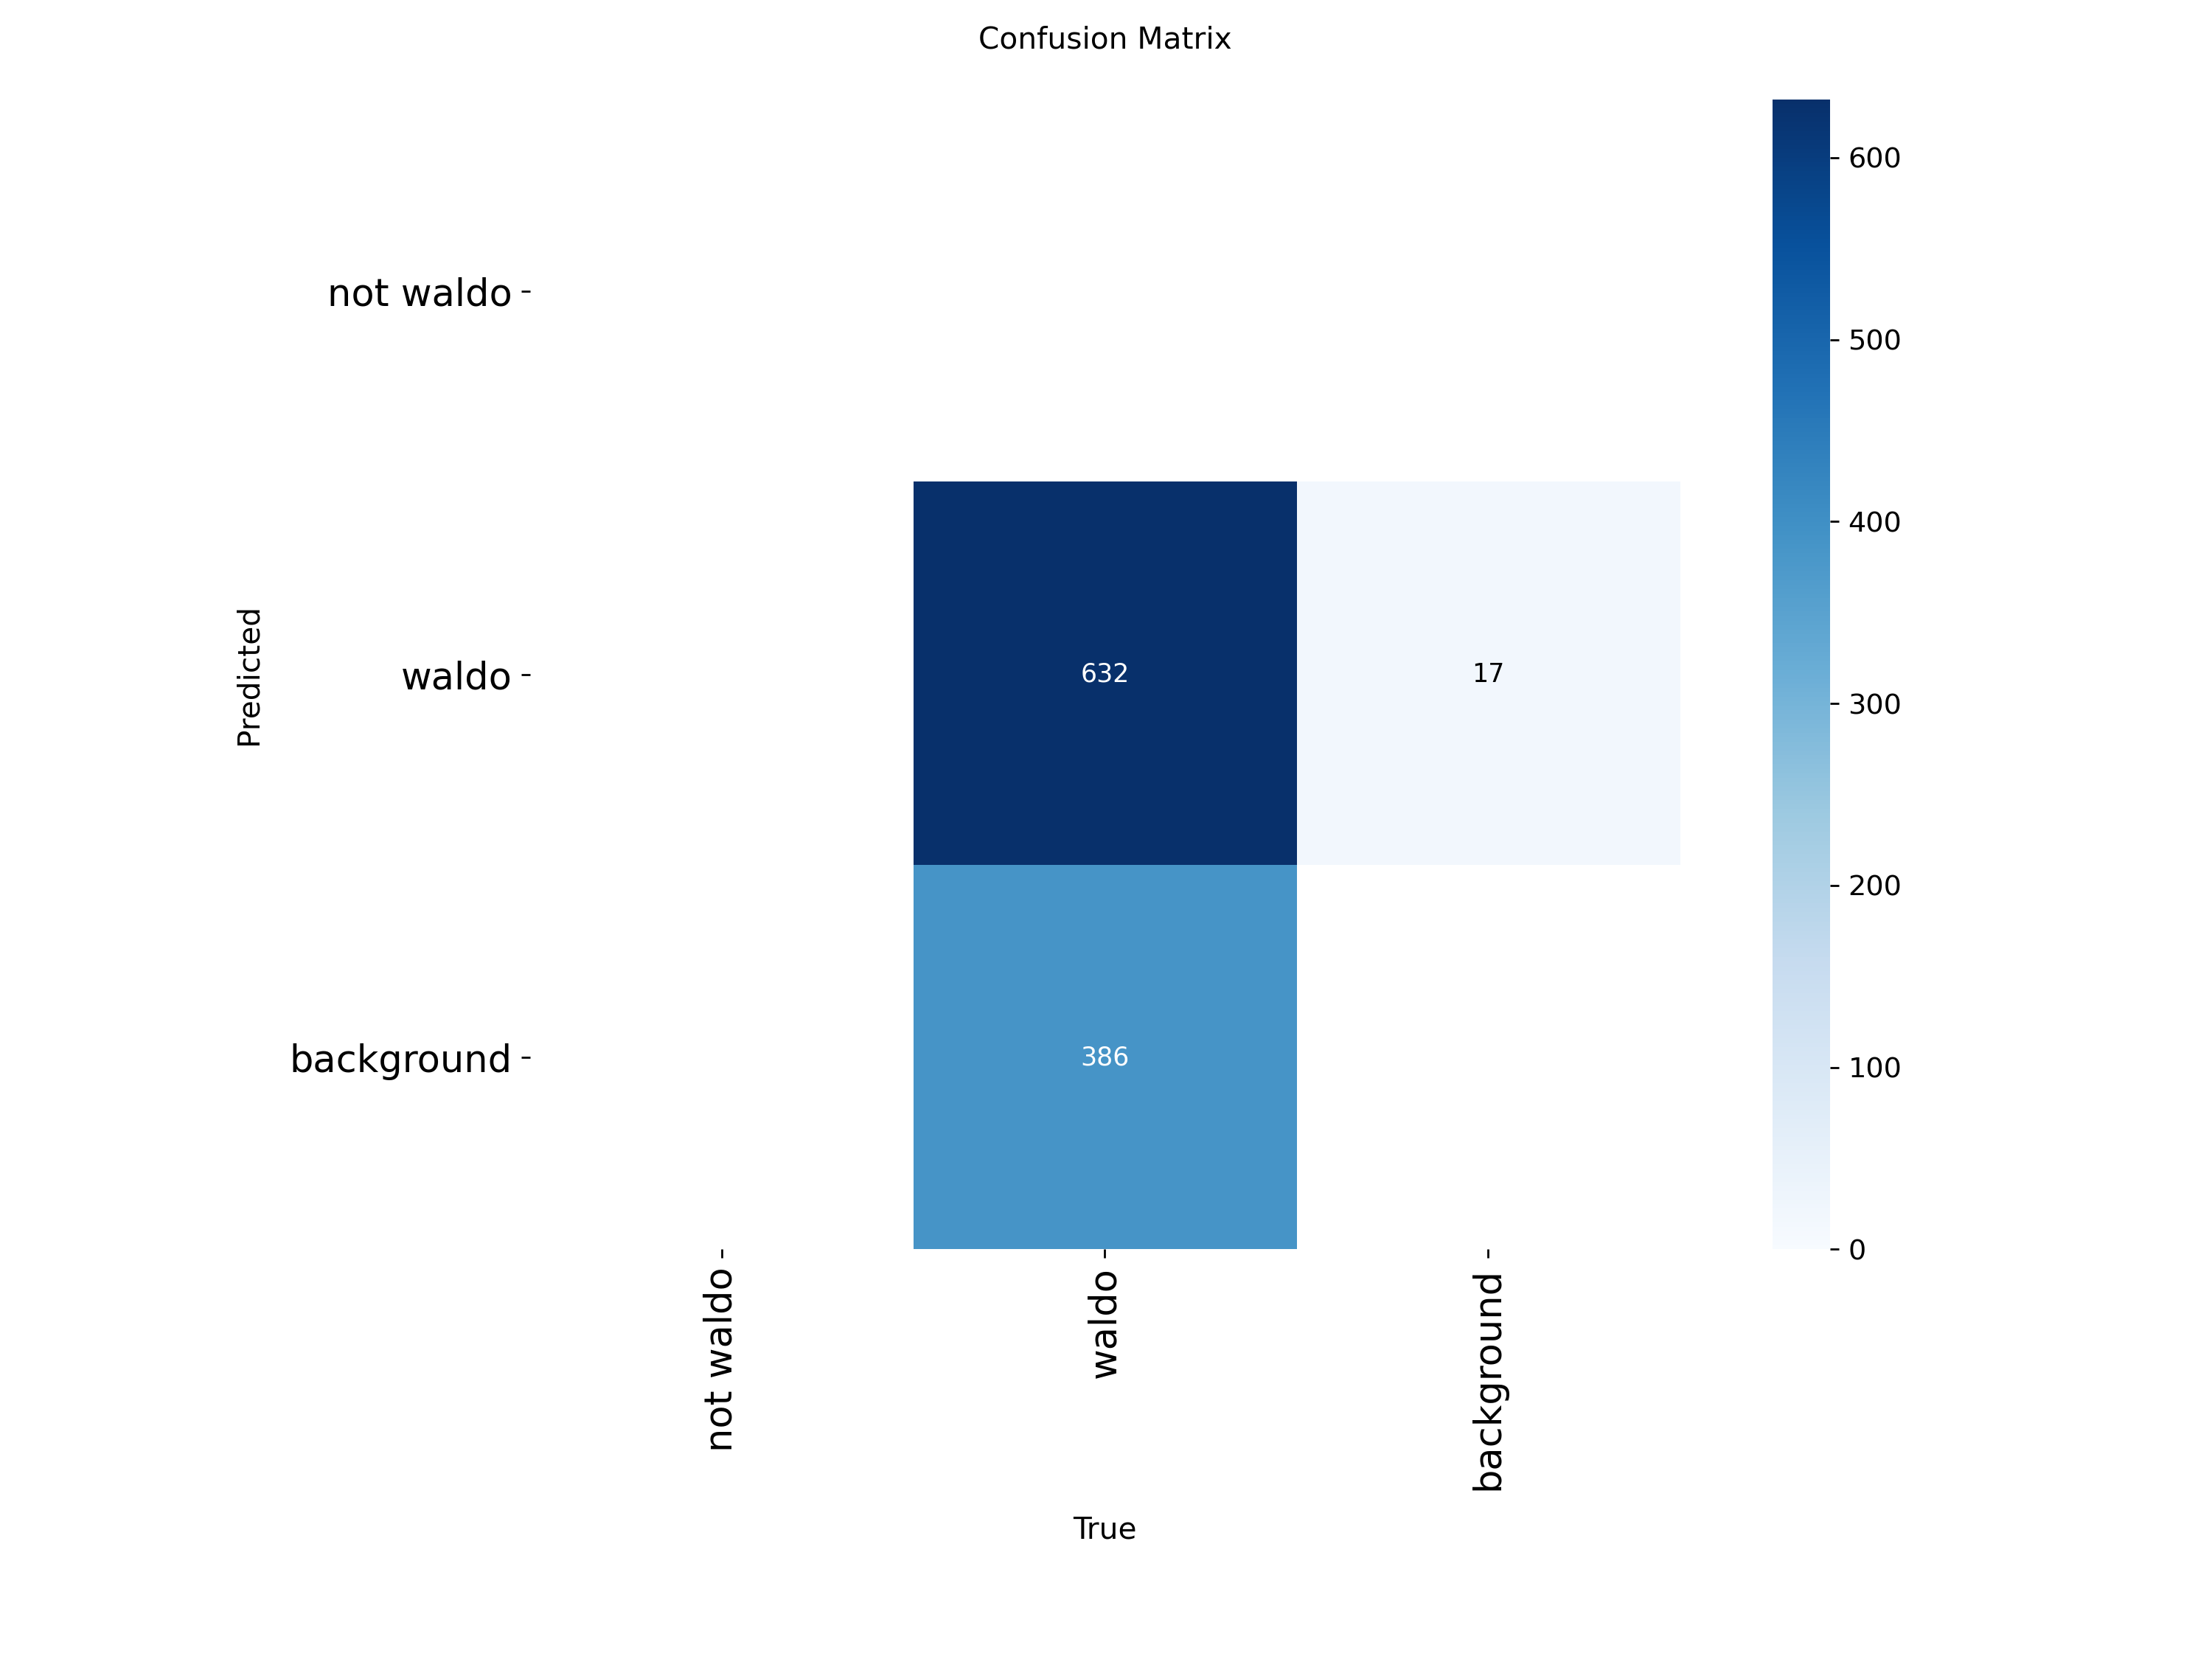 Confusion Matrix
not waldo
waldo
background
Predicted
632
17
386
not waldo
waldo
background
True
600
500
400
300
200
100
0